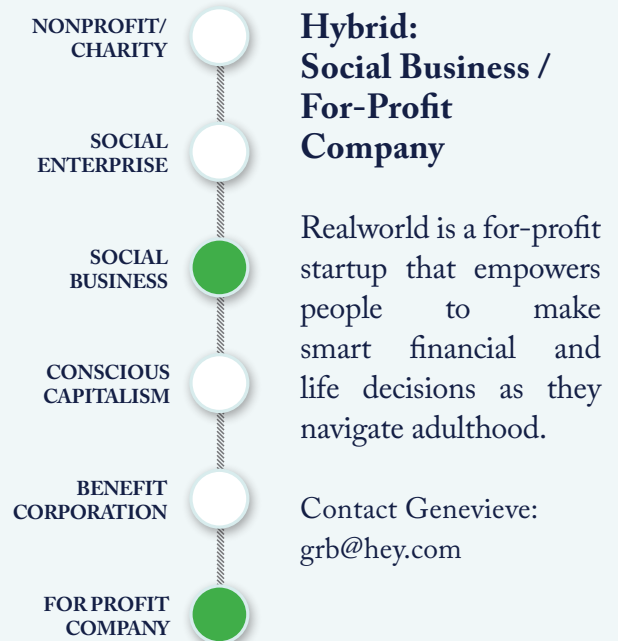 NONPROFIT/
CHARITY
SOCIAL
ENTERPRISE
SOCIAL
BUSINESS
CONSCIOUS
CAPITALISM
BENEFIT
CORPORATION
FOR PROFIT
COMPANY
Hybrid:
Social Business /
For-Profit
Company
Realworld is a for-profit
startup that empowers
people to make
smart financial and
life decisions as they
navigate adulthood.
Contact Genevieve:
grb@hey.com